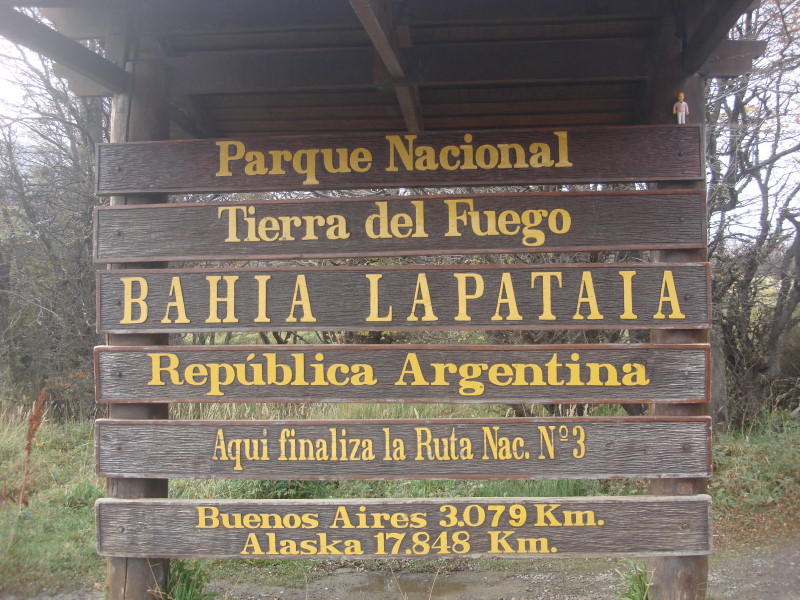 Parque Nacional
Tierra del Fuego
BAHIA LAPATAIA
República Argentina
Aqui finaliza la Ruta Nac. Nº3
Buenos Aires 3.079 Km.
Alaska 17.848 Km.